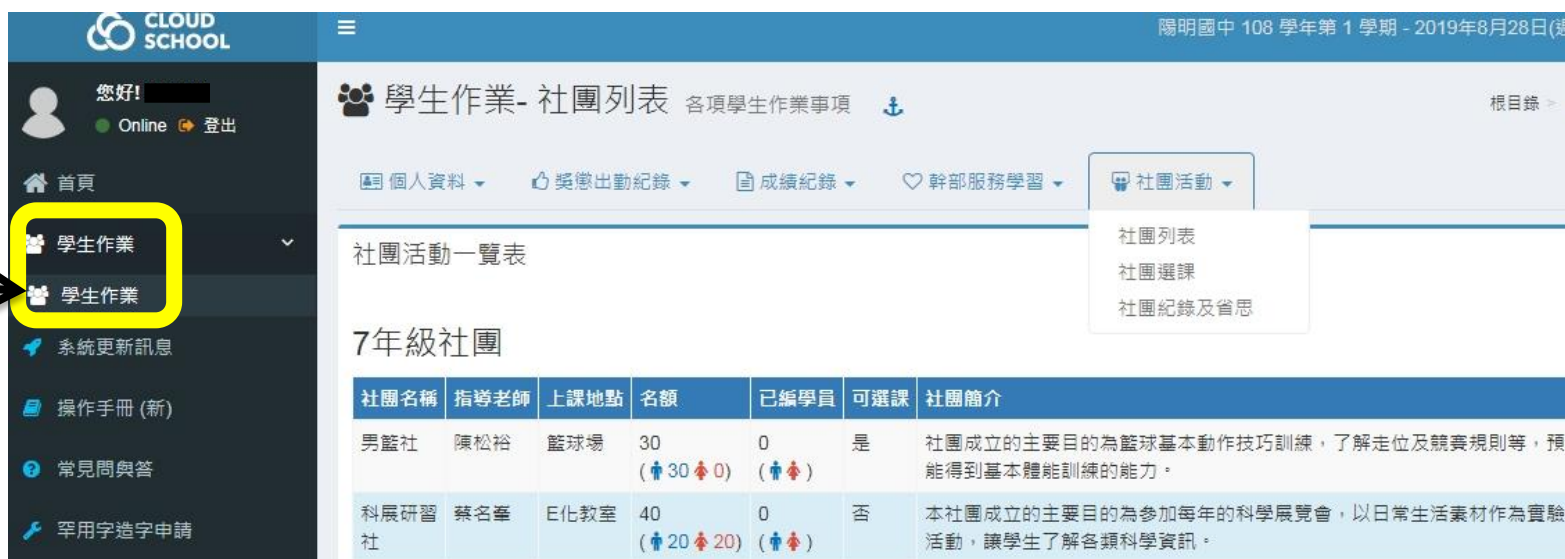 CLOUD
SCHOOL
陽明國中 108 學年第 1 學期 - 2019年8月28日(週
您好!
Online 登出
學生作業- 社團列表 各項學生作業事項
根目錄 >
首頁
個人資料
獎懲出勤紀錄
成績紀錄
幹部服務學習
社團活動
學生作業
學生作業
系統更新訊息
操作手冊 (新)
常見問與答
罕用字造字申請
社團列表
社團選課
社團紀錄及省思
社團活動一覽表
7年級社團
社團名稱 指導老師 上課地點 名額 已編學員 可選課 社團簡介
男籃社 陳松裕 籃球場 30 0 是 社團成立的主要目的為籃球基本動作技巧訓練，了解走位及競賽規則等，預
(30 0) ( ) 能得到基本體能訓練的能力。
科展研習 蔡名峯 E化教室 40 0 否 本社團成立的主要目的為參加每年的科學展覽會，以日常生活素材作為實驗
社 (20 20) ( ) 活動，讓學生了解各類科學資訊。